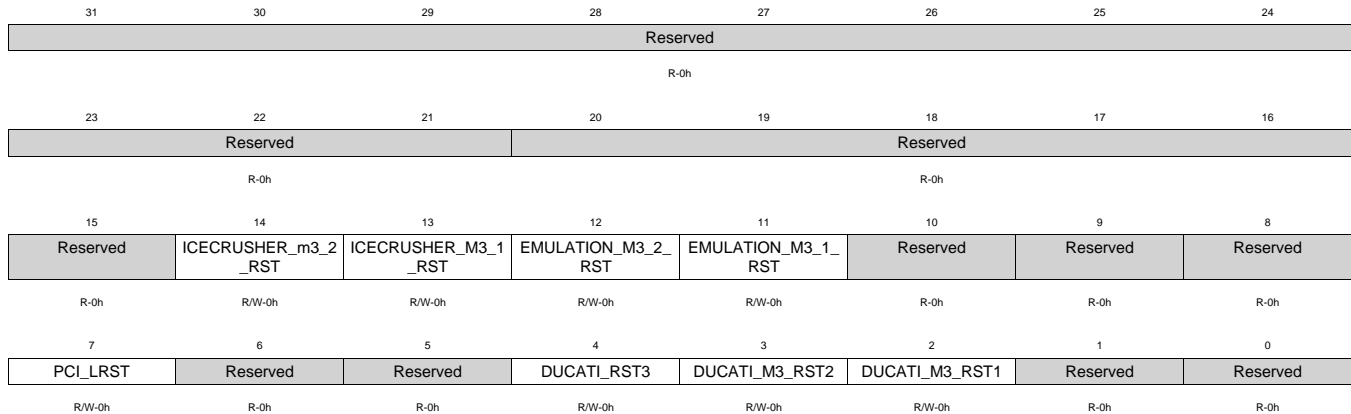 31 30 29 28 27 26 25 24
Reserved
R-0h
23 22 21 20 19 18 17 16
Reserved Reserved
R-0h R-0h
15 14 13 12 11 10 9 8
Reserved ICECRUSHER_m3_2 ICECRUSHER_M3_1 EMULATION_M3_2_ EMULATION_M3_1_ Reserved Reserved Reserved
_RST _RST RST RST
R-0h R/W-0h R/W-0h R/W-0h R/W-0h R-0h R-0h R-0h
7 6 5 4 3 2 1 0
PCI_LRST Reserved Reserved DUCATI_RST3 DUCATI_M3_RST2 DUCATI_M3_RST1 Reserved Reserved
R/W-0h R-0h R-0h R/W-0h R/W-0h R/W-0h R-0h R-0h